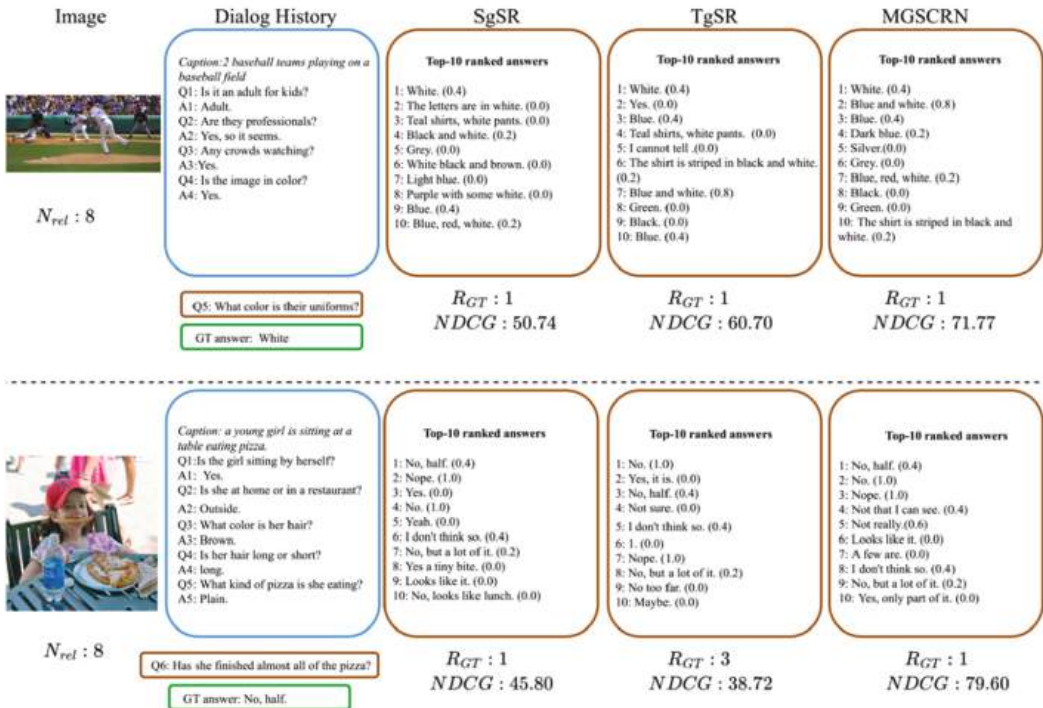 Image
Dialog History
SgSR
TgSR
MGSCRN
Caption:2 baseball teams playing on a
baseball field
Q1: Is it an adult for kids?
A1: Adult.
Q2: Are they professionals?
A2: Yes, so it seems.
Q3: Any crowds watching?
A3:Yes.
Q4: Is the image in color?
A4: Yes.
Top-10 ranked answers
1: White. (0.4)
2: The letters are in white. (0.0)
3: Teal shirts, white pants. (0.0)
4: Black and white. (0.2)
5: Grey. (0.0)
6: White black and brown. (0.0)
7: Light blue. (0.0)
8: Purple with some white. (0.0)
9: Blue. (0.4)
10: Blue, red, white. (0.2)
Top-10 ranked answers
1: White. (0.4)
2: Yes. (0.0)
3: Blue. (0.4)
4: Teal shirts, white pants. (0.0)
5: I cannot tell .(0.0)
6: The shirt is striped in black and white.
(0.2)
7: Blue and white. (0.8)
8: Green. (0.0)
9: Black. (0.0)
10: Blue. (0.4)
Top-10 ranked answers
1: White. (0.4)
2: Blue and white. (0.8)
3: Blue. (0.4)
4: Dark blue. (0.2)
5: Silver.(0.0)
6: Grey. (0.0)
7: Blue, red, white. (0.2)
8: Black. (0.0)
9: Green. (0.0)
10: The shirt is striped in black and
white. (0.2)
N_rel : 8
Q5: What color is their uniforms?
GT answer: White
R_GT : 1
NDCG : 50.74
R_GT : 1
NDCG : 60.70
R_GT : 1
NDCG : 71.77
Caption: a young girl is sitting at a
table eating pizza.
Q1:Is the girl sitting by herself?
A1: Yes.
Q2: Is she at home or in a restaurant?
A2: Outside.
Q3: What color is her hair?
A3: Brown.
Q4: Is her hair long or short?
A4: long.
Q5: What kind of pizza is she eating?
A5: Plain.
Top-10 ranked answers
1: No, half. (0.4)
2: Nope. (1.0)
3: Yes. (0.0)
4: No. (1.0)
5: Yeah. (0.0)
6: I don't think so. (0.4)
7: No, but a lot of it. (0.2)
8: Yes a tiny bite. (0.0)
9: Looks like it. (0.0)
10: No, looks like lunch. (0.0)
Top-10 ranked answers
1: No. (1.0)
2: Yes, it is. (0.0)
3: No, half. (0.4)
4: Not sure. (0.0)
5: I don't think so. (0.4)
6: 1. (0.0)
7: Nope. (1.0)
8: No, but a lot of it. (0.2)
9: No too far. (0.0)
10: Maybe. (0.0)
Top-10 ranked answers
1: No, half. (0.4)
2: No. (1.0)
3: Nope. (1.0)
4: Not that I can see. (0.4)
5: Not really.(0.6)
6: Looks like it. (0.0)
7: A few are. (0.0)
8: I don't think so. (0.4)
9: No, but a lot of it. (0.2)
10: Yes, only part of it. (0.0)
N_rel : 8
Q6: Has she finished almost all of the pizza?
GT answer: No, half.
R_GT : 1
NDCG : 45.80
R_GT : 3
NDCG : 38.72
R_GT : 1
NDCG : 79.60